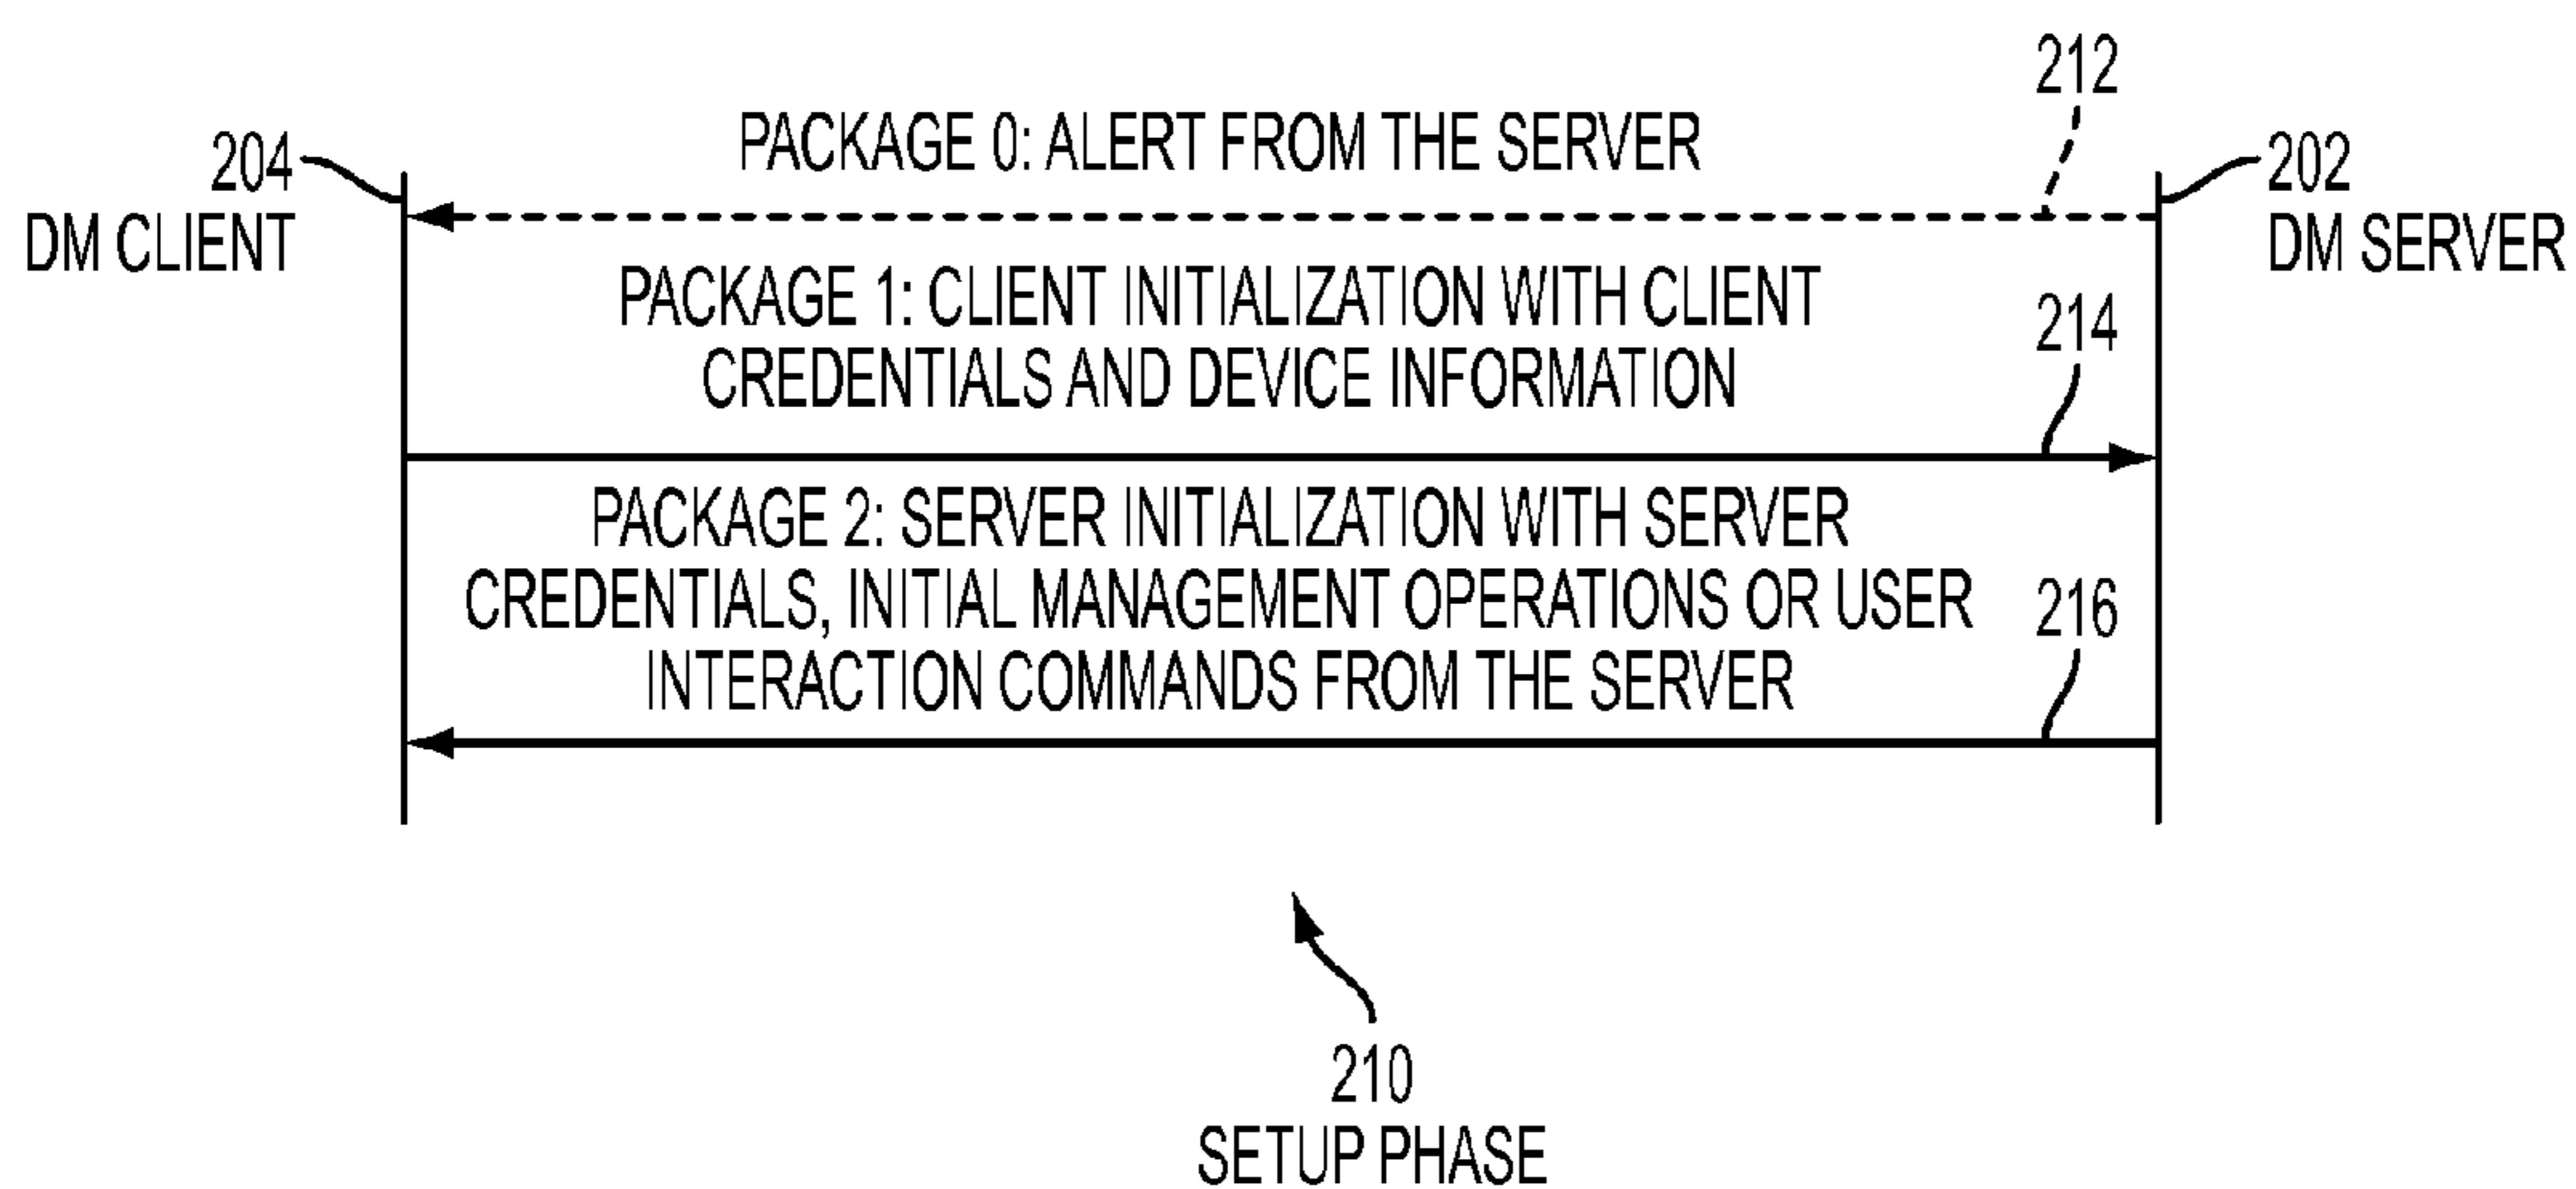 212
PACKAGE 0: ALERT FROM THE SERVER
204
DM CLIENT
202
DM SERVER
PACKAGE 1: CLIENT INITIALIZATION WITH CLIENT
CREDENTIALS AND DEVICE INFORMATION
214
PACKAGE 2: SERVER INITIALIZATION WITH SERVER
CREDENTIALS, INITIAL MANAGEMENT OPERATIONS OR USER
INTERACTION COMMANDS FROM THE SERVER
216
210
SETUP PHASE